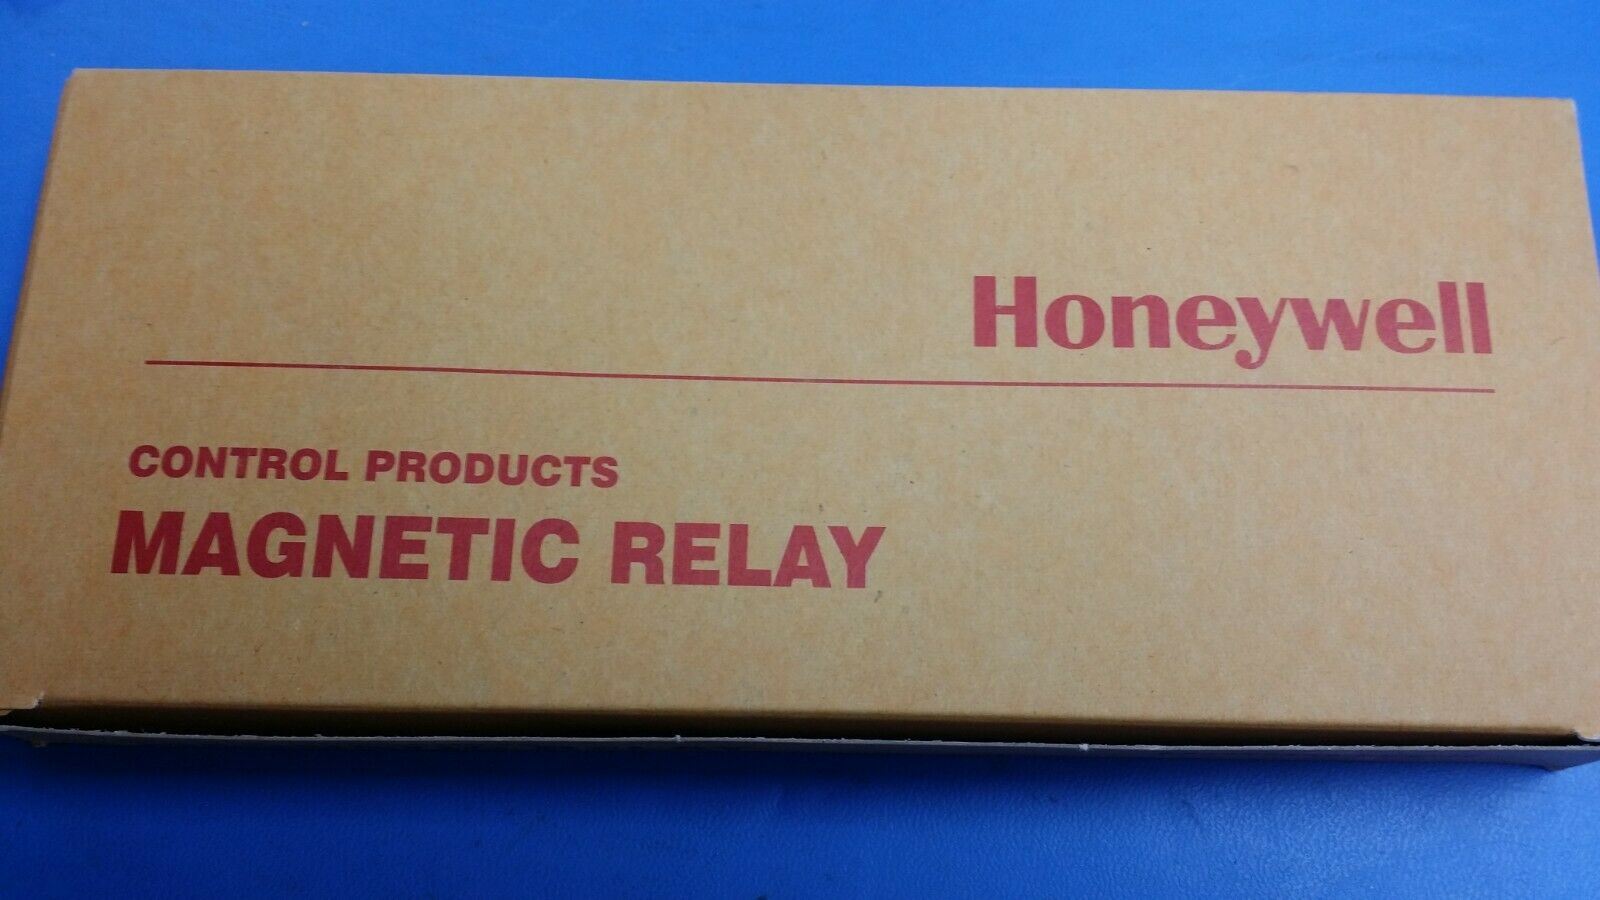 Honeywell
CONTROL PRODUCTS
MAGNETIC RELAY